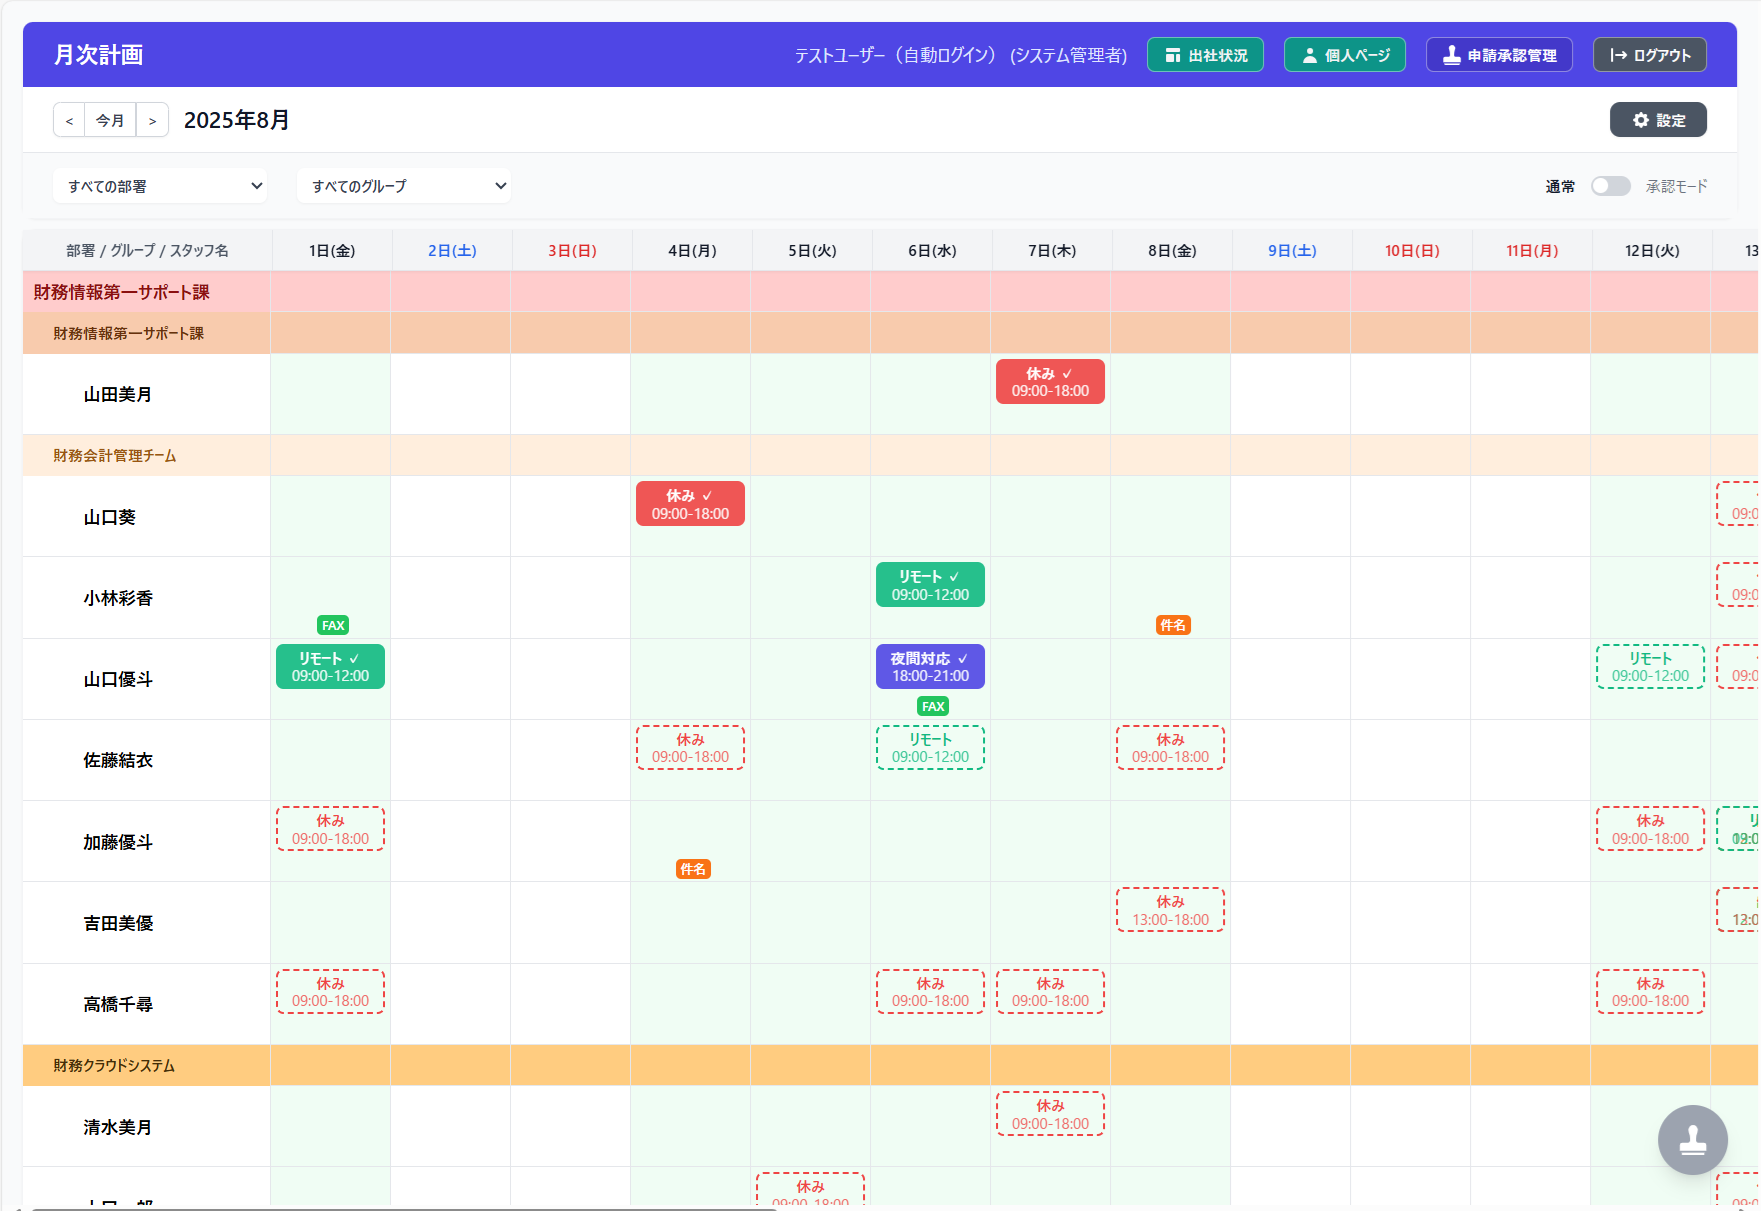 月次計画
テストユーザー（自動ログイン） (システム管理者)
出社状況
個人ページ
申請承認管理
ログアウト
<
今月
>
2025年8月
設定
すべての部署
すべてのグループ
通常
承認モード
部署 / グループ / スタッフ名 1日(金) 2日(土) 3日(日) 4日(月) 5日(火) 6日(水) 7日(木) 8日(金) 9日(土) 10日(日) 11日(月) 12日(火) 13
財務情報第一サポート課
財務情報第一サポート課
山田美月
休み ✓
09:00-18:00
財務会計管理チーム
山口葵
休み ✓
09:00-18:00
09:0
小林彩香
FAX
リモート ✓
09:00-12:00
件名
09:0
山口優斗
リモート ✓
09:00-12:00
夜間対応 ✓
18:00-21:00
FAX
リモート
09:00-12:00
09:0
佐藤結衣
休み
09:00-18:00
リモート
09:00-12:00
休み
09:00-18:00
加藤優斗
休み
09:00-18:00
件名
休み
09:00-18:00
リ
吉田美優
休み
13:00-18:00
高橋千尋
休み
09:00-18:00
休み
09:00-18:00
休み
09:00-18:00
休み
09:00-18:00
財務クラウドシステム
清水美月
休み
09:00-18:00
休み
09:00-18:00
09:0